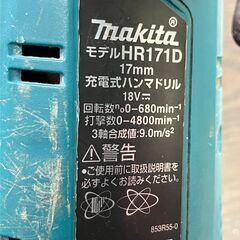 makita®
モデルHR171D
17mm
充電式ハンマドリル
18V⎓
回転数n₀0-680min⁻¹
打撃数0-4800min⁻¹
3軸合成値:9.0m/s²
⚠警告
●ご使用前に取扱説明書を
必ずよくお読みください。
853R55-0